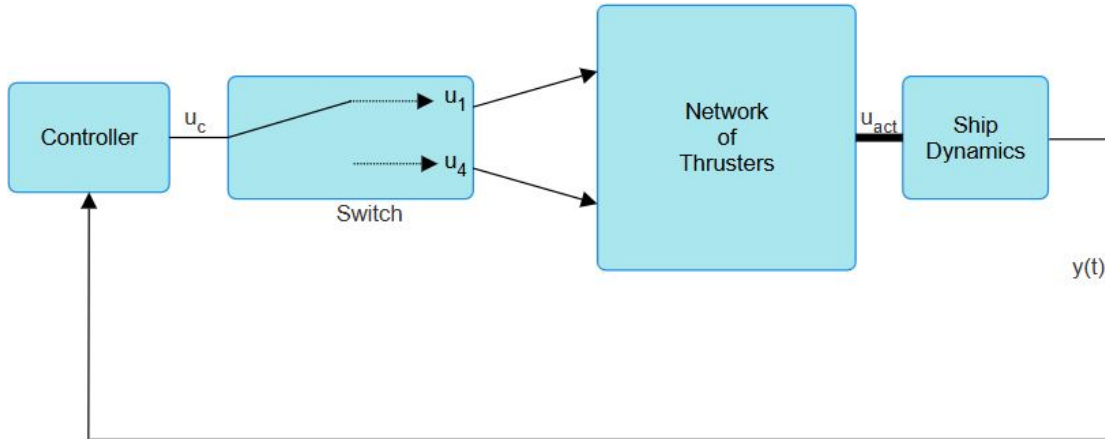 Controller
u_c
u_1
u_4
Switch
Network
of
Thrusters
u_act
Ship
Dynamics
y(t)